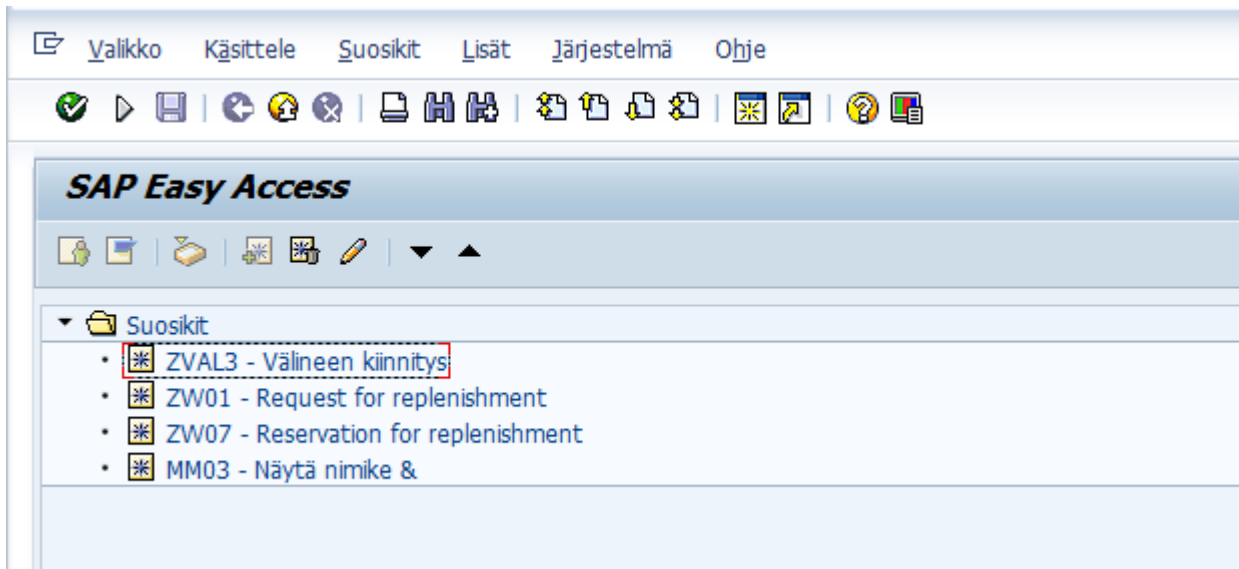 Valikko Käsittele Suosikit Lisät Järjestelmä Ohje
SAP Easy Access
Suosikit
ZVAL3 - Välineen kiinnitys
ZW01 - Request for replenishment
ZW07 - Reservation for replenishment
MM03 - Näytä nimike &